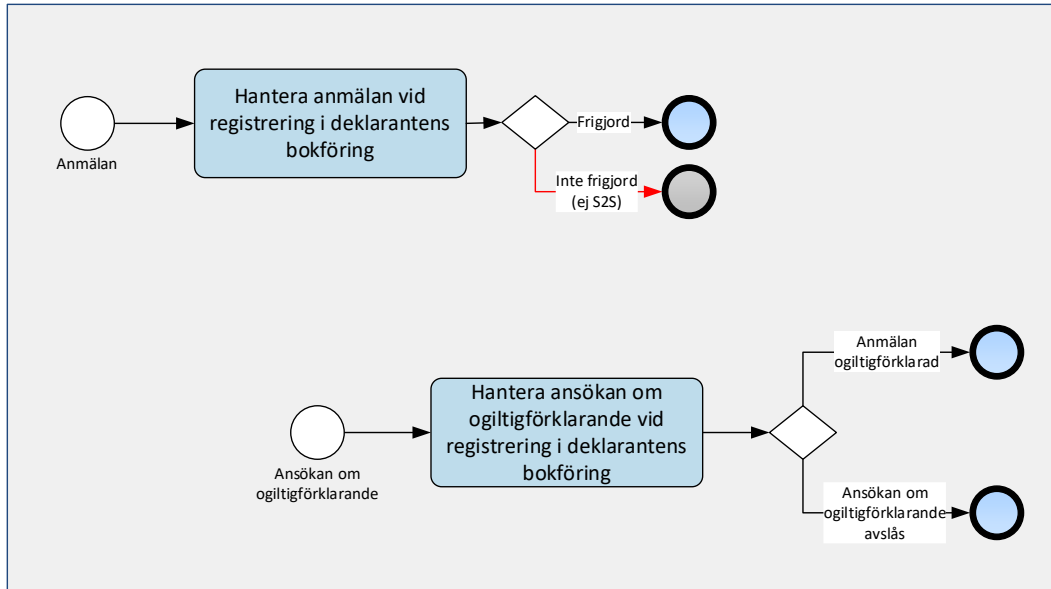 Anmälan
Hantera anmälan vid
registrering i deklarantens
bokföring
Frigjord
Inte frigjord
(ej S2S)
Ansökan om
ogiltigförklarande
Hantera ansökan om
ogiltigförklarande vid
registrering i deklarantens
bokföring
Anmälan
ogiltigförklarad
Ansökan om
ogiltigförklarande
avslås